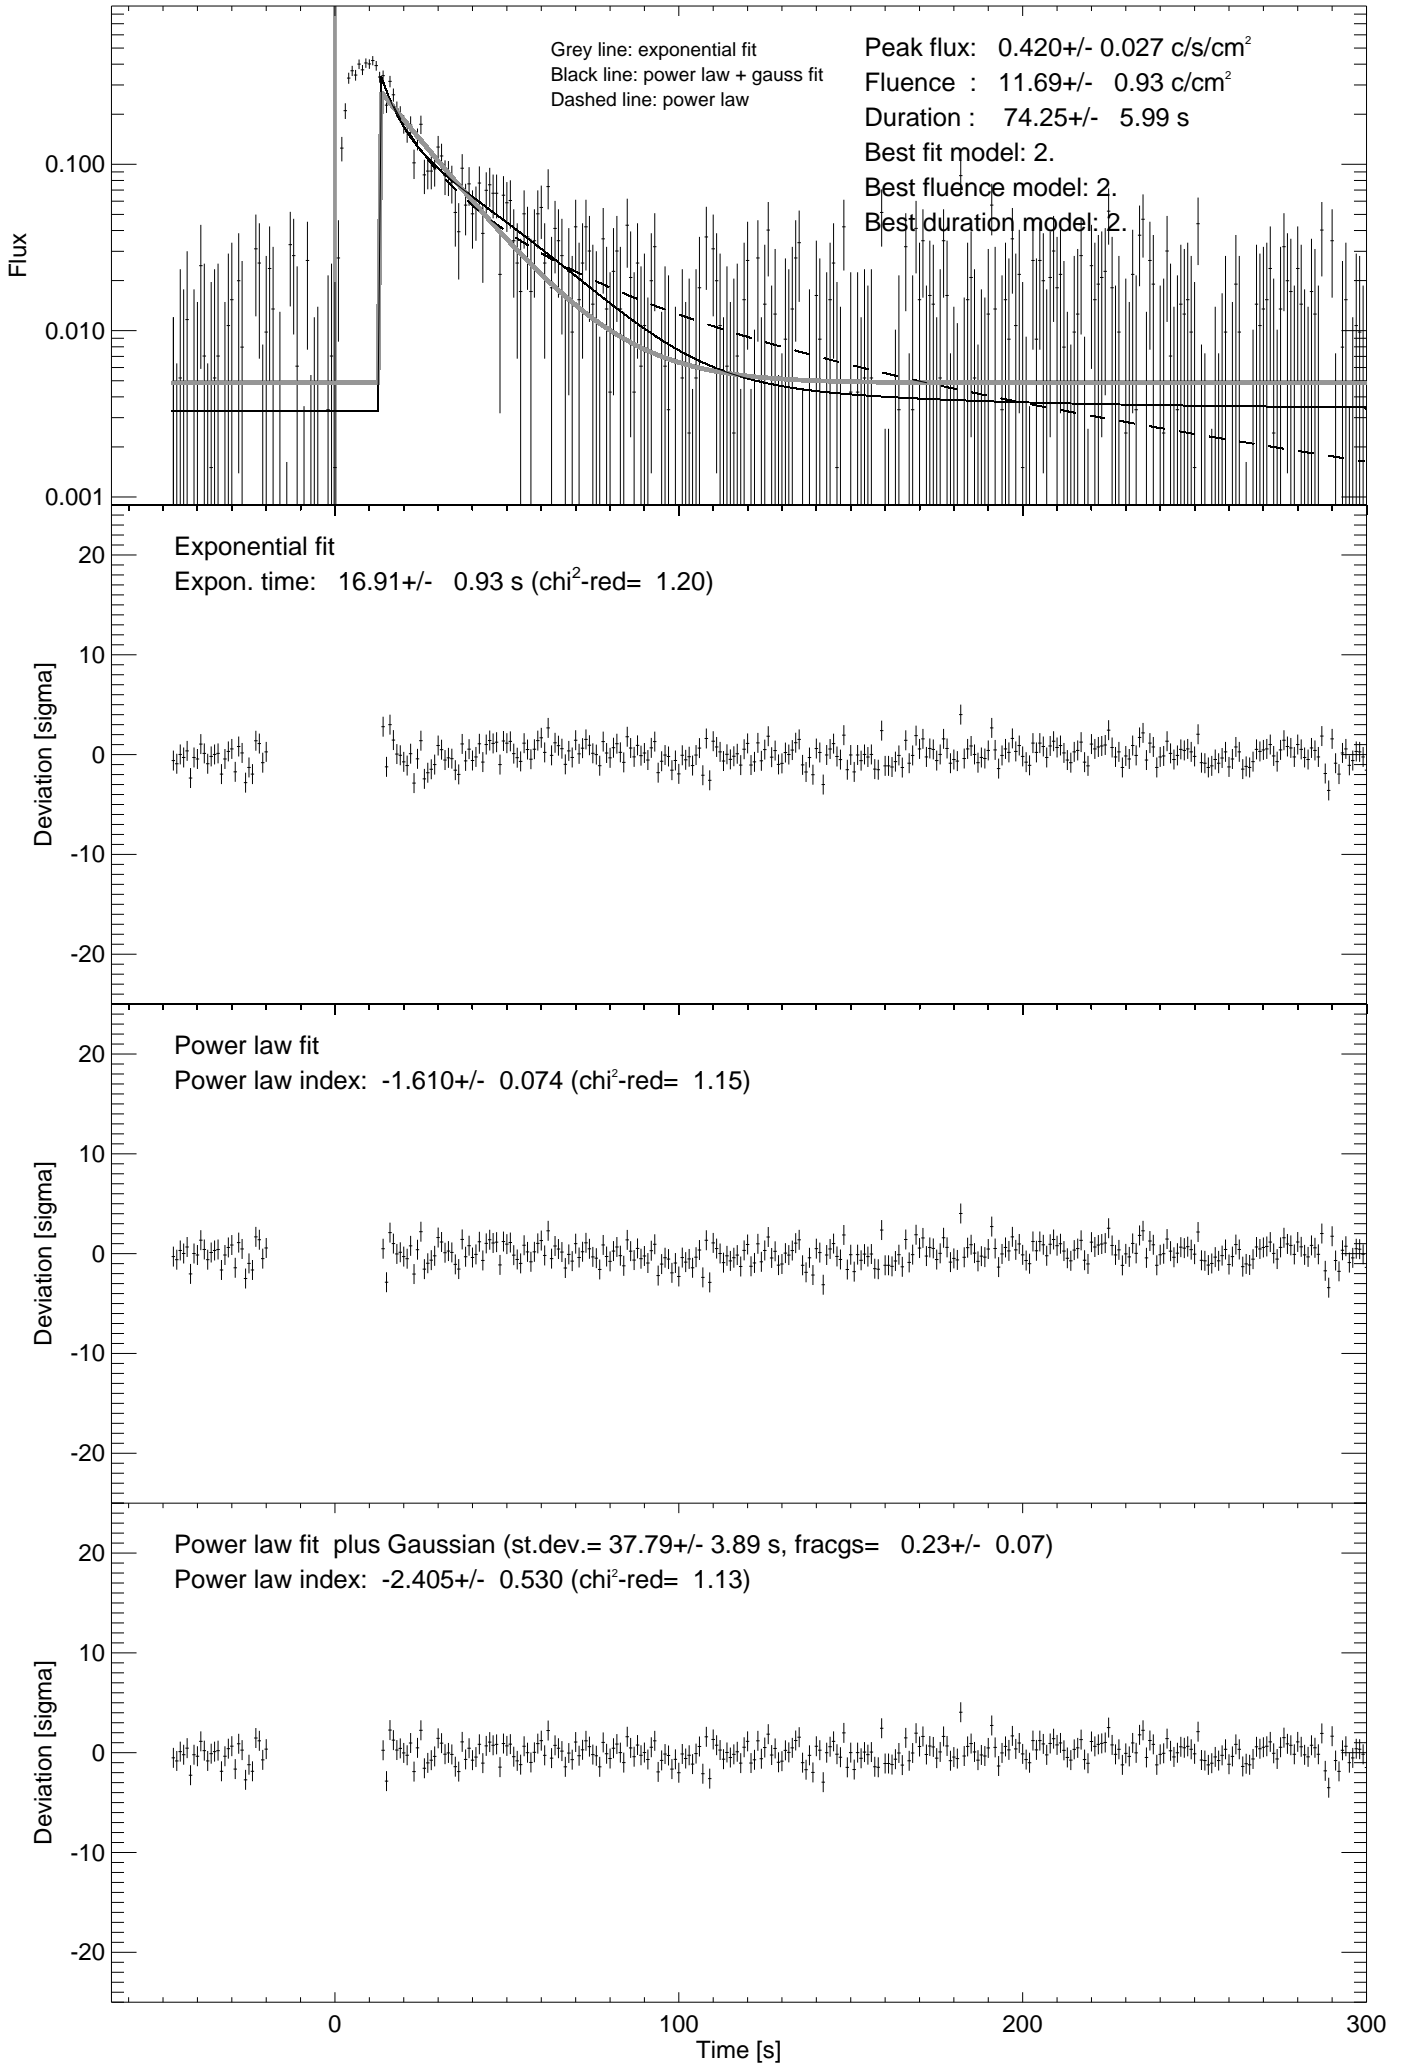 Grey line: exponential fit
Black line: power law + gauss fit
Dashed line: power law
Peak flux: 0.420+/- 0.027 c/s/cm²
Fluence : 11.69+/- 0.93 c/cm²
Duration : 74.25+/- 5.99 s
Best fit model: 2.
Best fluence model: 2.
Best duration model: 2.
Flux
0.100
0.010
0.001
Exponential fit
Expon. time: 16.91+/- 0.93 s (chi²-red= 1.20)
Deviation [sigma]
20
10
0
-10
-20
Power law fit
Power law index: -1.610+/- 0.074 (chi²-red= 1.15)
Deviation [sigma]
20
10
0
-10
-20
Power law fit plus Gaussian (st.dev.= 37.79+/- 3.89 s, fracgs= 0.23+/- 0.07)
Power law index: -2.405+/- 0.530 (chi²-red= 1.13)
Deviation [sigma]
20
10
0
-10
-20
0 100 200 300
Time [s]